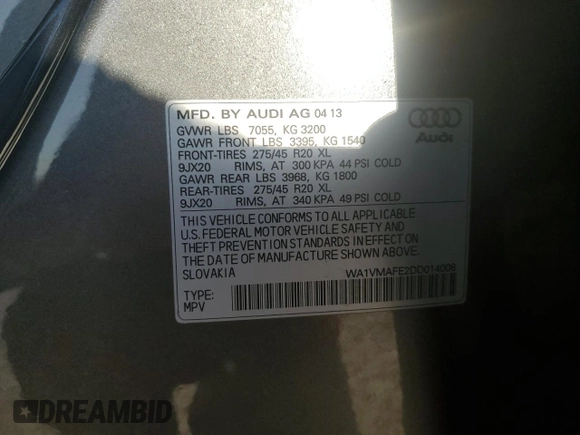 MFD. BY AUDI AG 04 13
GVWR LBS 7055, KG 3200
GAWR FRONT LBS 3395, KG 1540
FRONT-TIRES 275/45 R20 XL
9JX20 RIMS, AT 300 KPA 44 PSI COLD
GAWR REAR LBS 3968, KG 1800
REAR-TIRES 275/45 R20 XL
9JX20 RIMS, AT 340 KPA 49 PSI COLD
Audi
THIS VEHICLE CONFORMS TO ALL APPLICABLE
U.S. FEDERAL MOTOR VEHICLE SAFETY AND
THEFT PREVENTION STANDARDS IN EFFECT ON
THE DATE OF MANUFACTURE SHOWN ABOVE.
SLOVAKIA WA1VMAFE2DD014006
TYPE:
MPV
DREAMBID